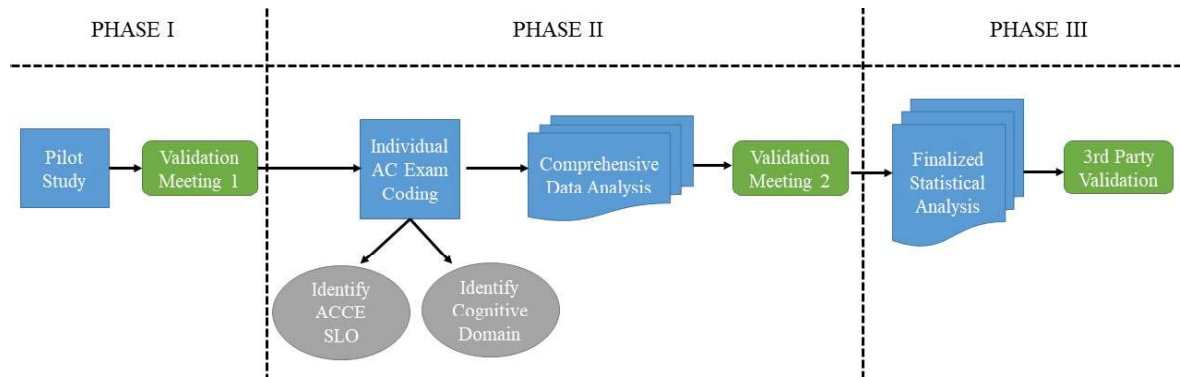 PHASE I
PHASE II
PHASE III
Pilot
Study
Validation
Meeting 1
Individual
AC Exam
Coding
Comprehensive
Data Analysis
Validation
Meeting 2
Finalized
Statistical
Analysis
3rd Party
Validation
Identify
ACCE
SLO
Identify
Cognitive
Domain